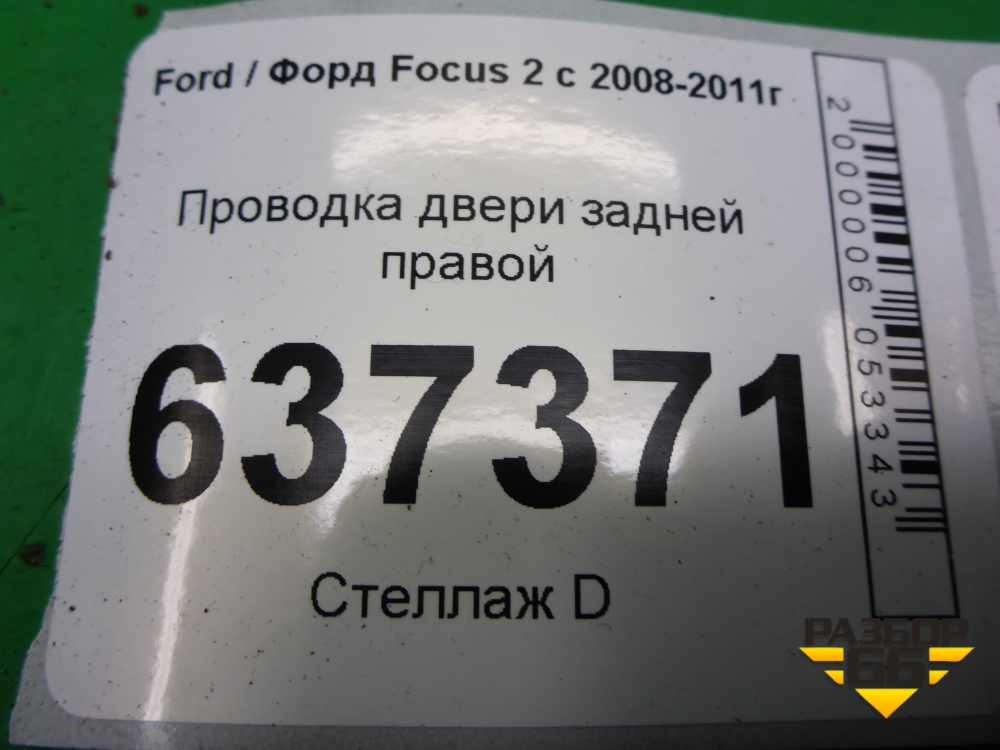 Ford / Форд Focus 2 с 2008-2011г
Проводка двери задней
правой
637371
Стеллаж D
2000006053343
РАЗБОР
66